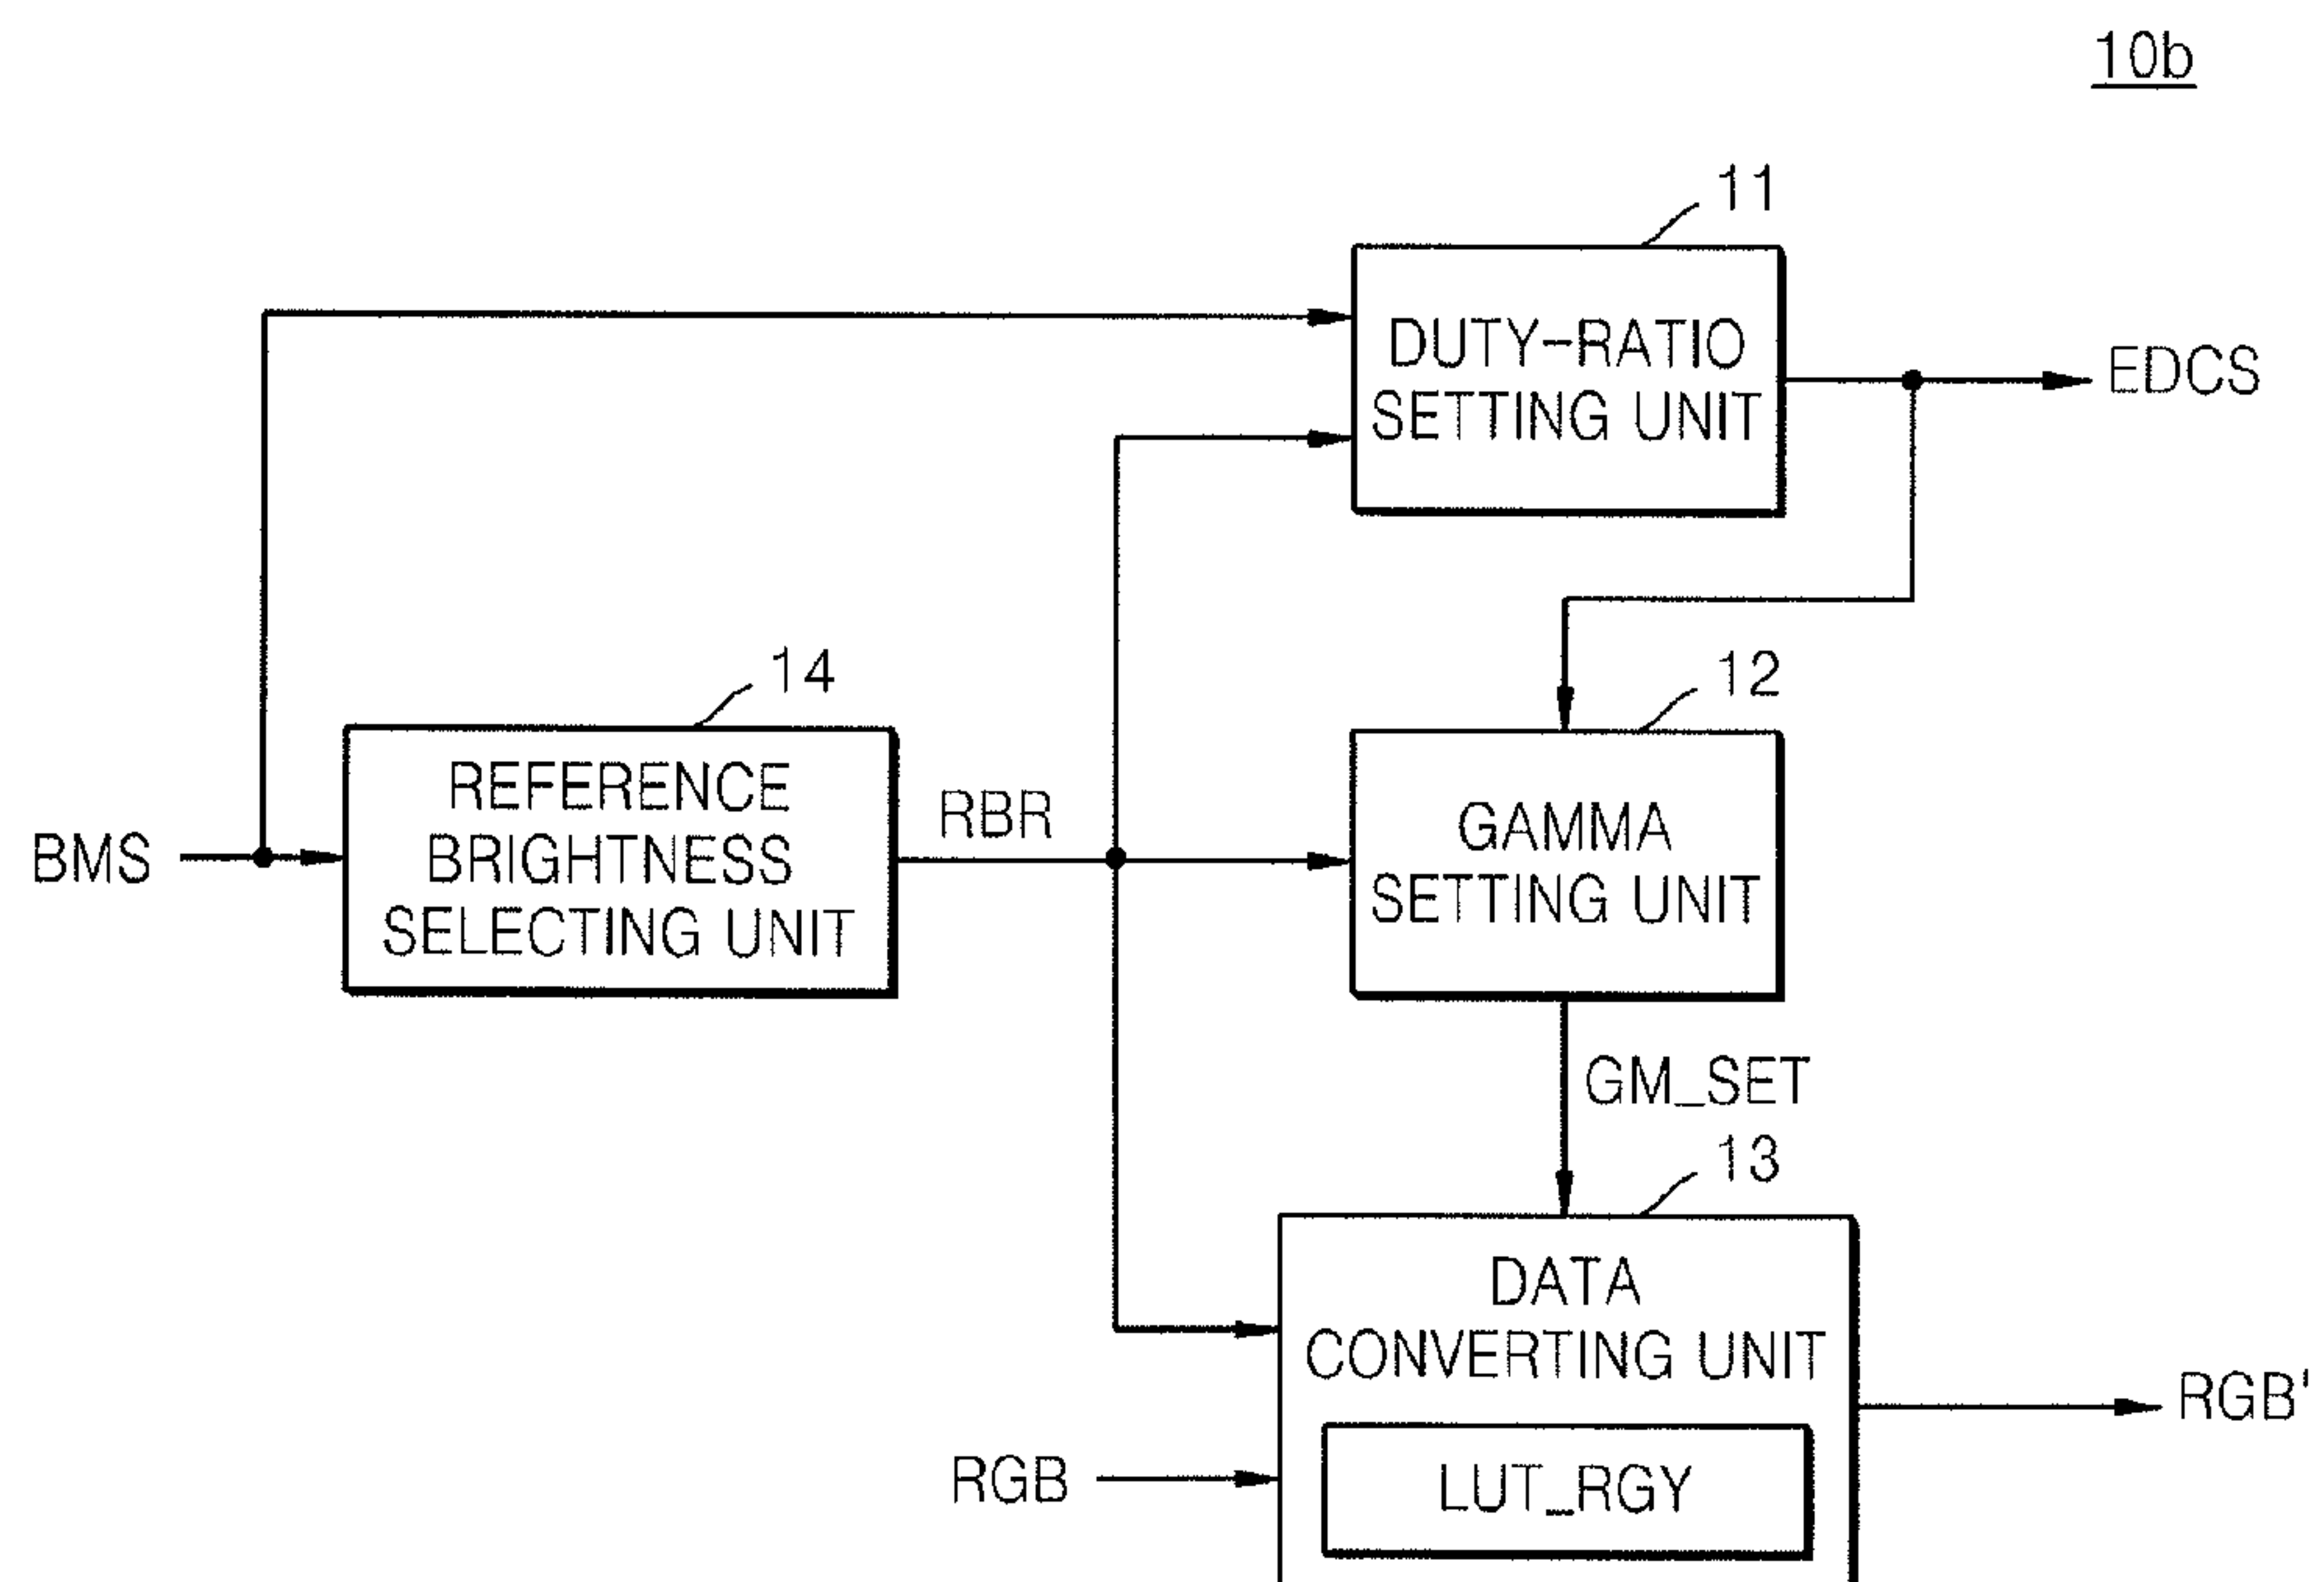 10b
11
DUTY-RATIO
SETTING UNIT
EDCS
14
12
REFERENCE
BRIGHTNESS
SELECTING UNIT
BMS
RBR
GAMMA
SETTING UNIT
GM_SET
13
DATA
CONVERTING UNIT
RGB'
RGB
LUT_RGY